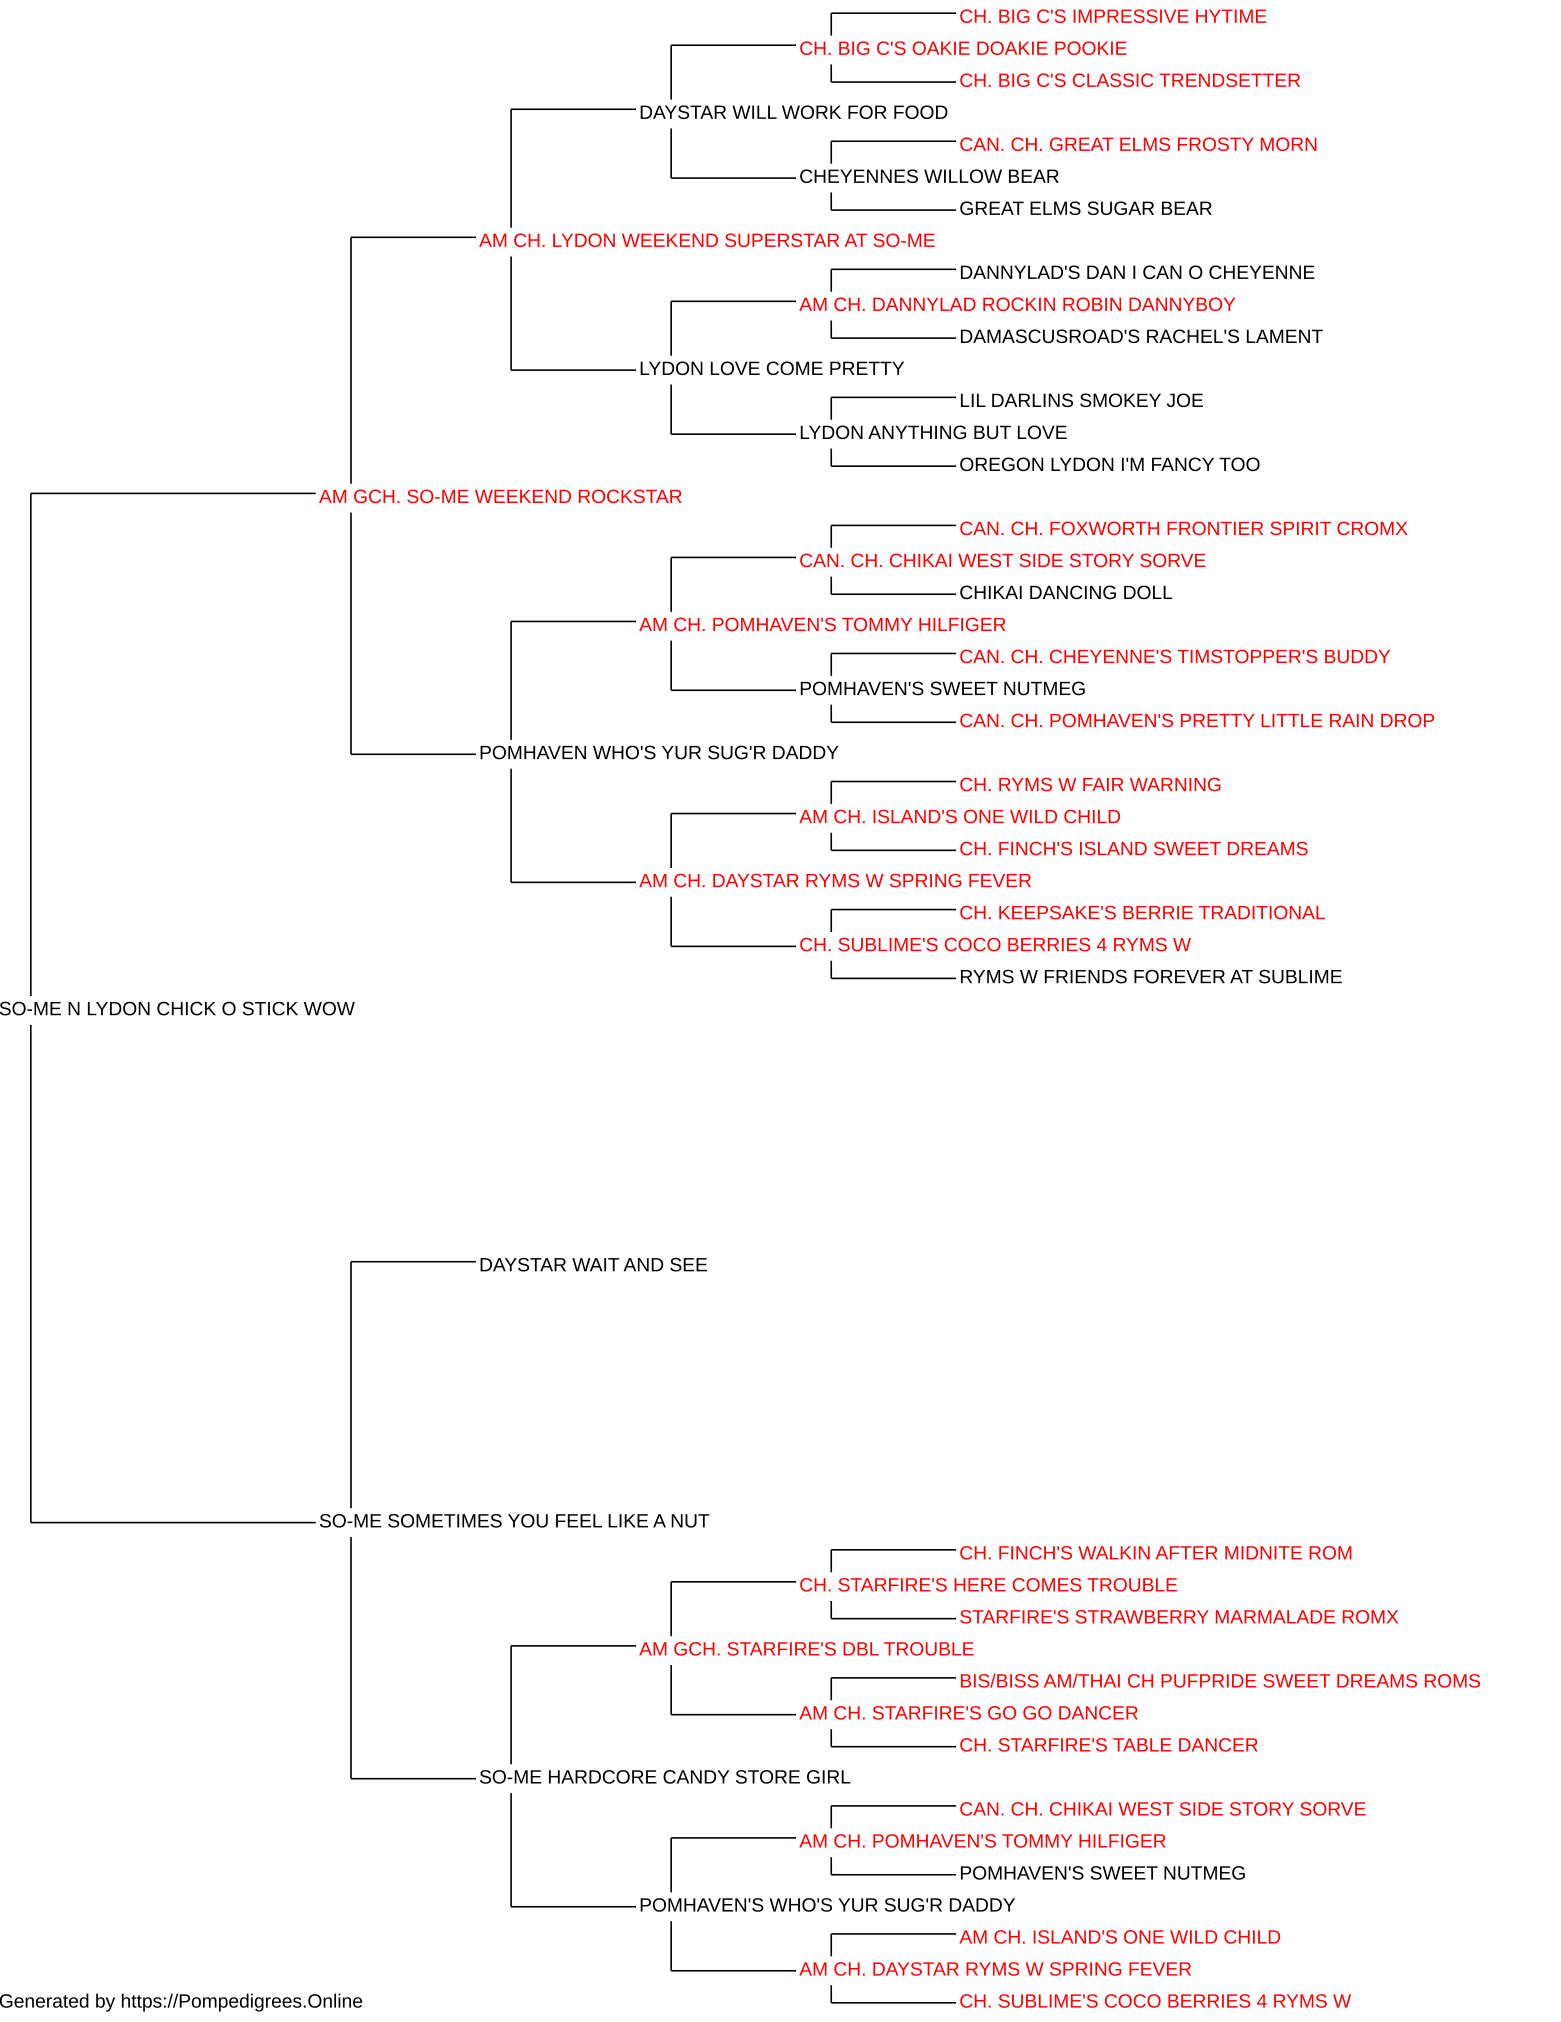 CH. BIG C'S IMPRESSIVE HYTIME
CH. BIG C'S OAKIE DOAKIE POOKIE
CH. BIG C'S CLASSIC TRENDSETTER
DAYSTAR WILL WORK FOR FOOD
CAN. CH. GREAT ELMS FROSTY MORN
CHEYENNES WILLOW BEAR
GREAT ELMS SUGAR BEAR
AM CH. LYDON WEEKEND SUPERSTAR AT SO-ME
DANNYLAD'S DAN I CAN O CHEYENNE
AM CH. DANNYLAD ROCKIN ROBIN DANNYBOY
DAMASCUSROAD'S RACHEL'S LAMENT
LYDON LOVE COME PRETTY
LIL DARLINS SMOKEY JOE
LYDON ANYTHING BUT LOVE
OREGON LYDON I'M FANCY TOO
AM GCH. SO-ME WEEKEND ROCKSTAR
CAN. CH. FOXWORTH FRONTIER SPIRIT CROMX
CAN. CH. CHIKAI WEST SIDE STORY SORVE
CHIKAI DANCING DOLL
AM CH. POMHAVEN'S TOMMY HILFIGER
CAN. CH. CHEYENNE'S TIMSTOPPER'S BUDDY
POMHAVEN'S SWEET NUTMEG
CAN. CH. POMHAVEN'S PRETTY LITTLE RAIN DROP
POMHAVEN WHO'S YUR SUG'R DADDY
CH. RYMS W FAIR WARNING
AM CH. ISLAND'S ONE WILD CHILD
CH. FINCH'S ISLAND SWEET DREAMS
AM CH. DAYSTAR RYMS W SPRING FEVER
CH. KEEPSAKE'S BERRIE TRADITIONAL
CH. SUBLIME'S COCO BERRIES 4 RYMS W
RYMS W FRIENDS FOREVER AT SUBLIME
SO-ME N LYDON CHICK O STICK WOW
DAYSTAR WAIT AND SEE
SO-ME SOMETIMES YOU FEEL LIKE A NUT
CH. FINCH'S WALKIN AFTER MIDNITE ROM
CH. STARFIRE'S HERE COMES TROUBLE
STARFIRE'S STRAWBERRY MARMALADE ROMX
AM GCH. STARFIRE'S DBL TROUBLE
BIS/BISS AM/THAI CH PUFPRIDE SWEET DREAMS ROMS
AM CH. STARFIRE'S GO GO DANCER
CH. STARFIRE'S TABLE DANCER
SO-ME HARDCORE CANDY STORE GIRL
CAN. CH. CHIKAI WEST SIDE STORY SORVE
AM CH. POMHAVEN'S TOMMY HILFIGER
POMHAVEN'S SWEET NUTMEG
POMHAVEN'S WHO'S YUR SUG'R DADDY
AM CH. ISLAND'S ONE WILD CHILD
AM CH. DAYSTAR RYMS W SPRING FEVER
CH. SUBLIME'S COCO BERRIES 4 RYMS W
Generated by https://Pompedigrees.Online